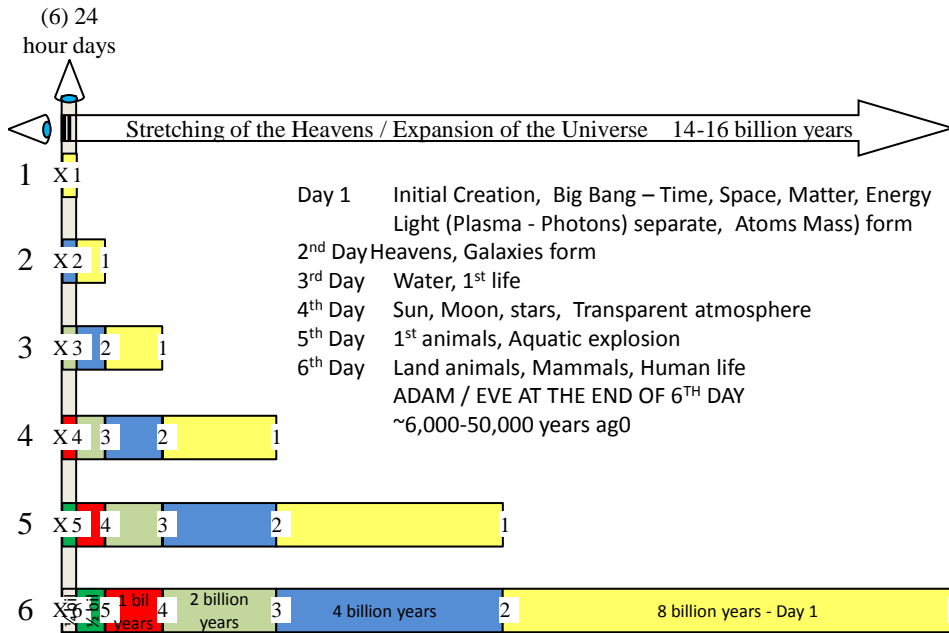 (6) 24
hour days
Stretching of the Heavens / Expansion of the Universe 14-16 billion years
1 X 1
Day 1 Initial Creation, Big Bang – Time, Space, Matter, Energy
Light (Plasma - Photons) separate, Atoms Mass) form
2 X 2 1
2nd Day Heavens, Galaxies form
3rd Day Water, 1st life
4th Day Sun, Moon, stars, Transparent atmosphere
5th Day 1st animals, Aquatic explosion
3 X 3 2 1
6th Day Land animals, Mammals, Human life
ADAM / EVE AT THE END OF 6TH DAY
~6,000-50,000 years ag0
4 X 4 3 2 1
5 X 5 4 3 2 1
6 X 6 ½ bil 5 1 bil years 4 2 billion years 3 4 billion years 2 8 billion years - Day 1